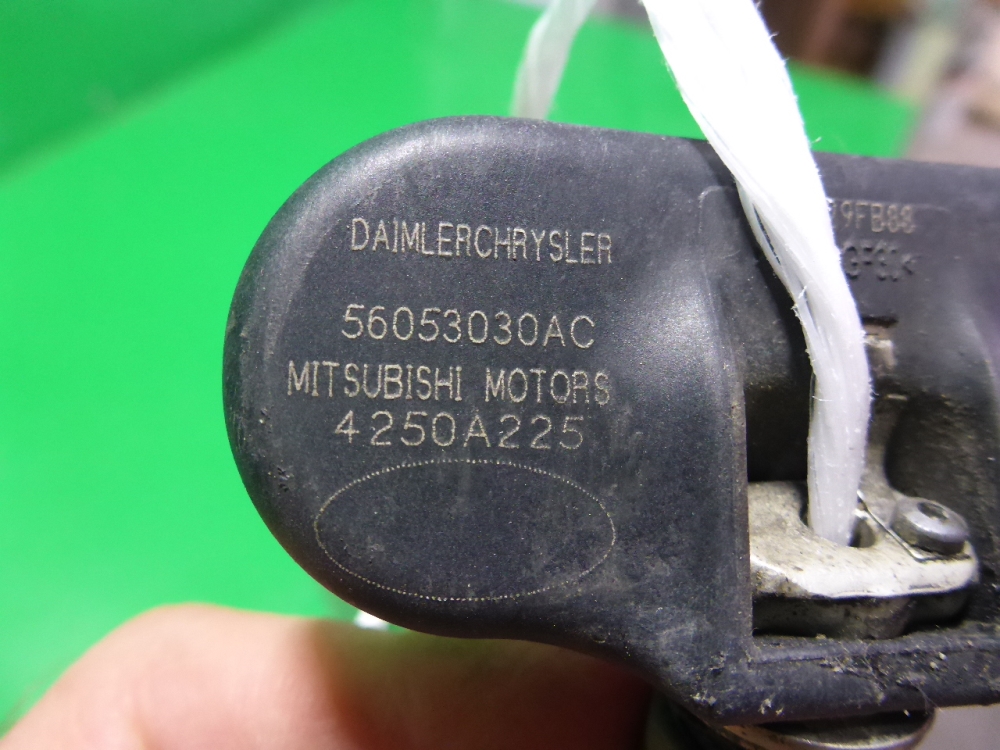 DAIMLERCHRYSLER
56053030AC
MITSUBISHI MOTORS
4250A225